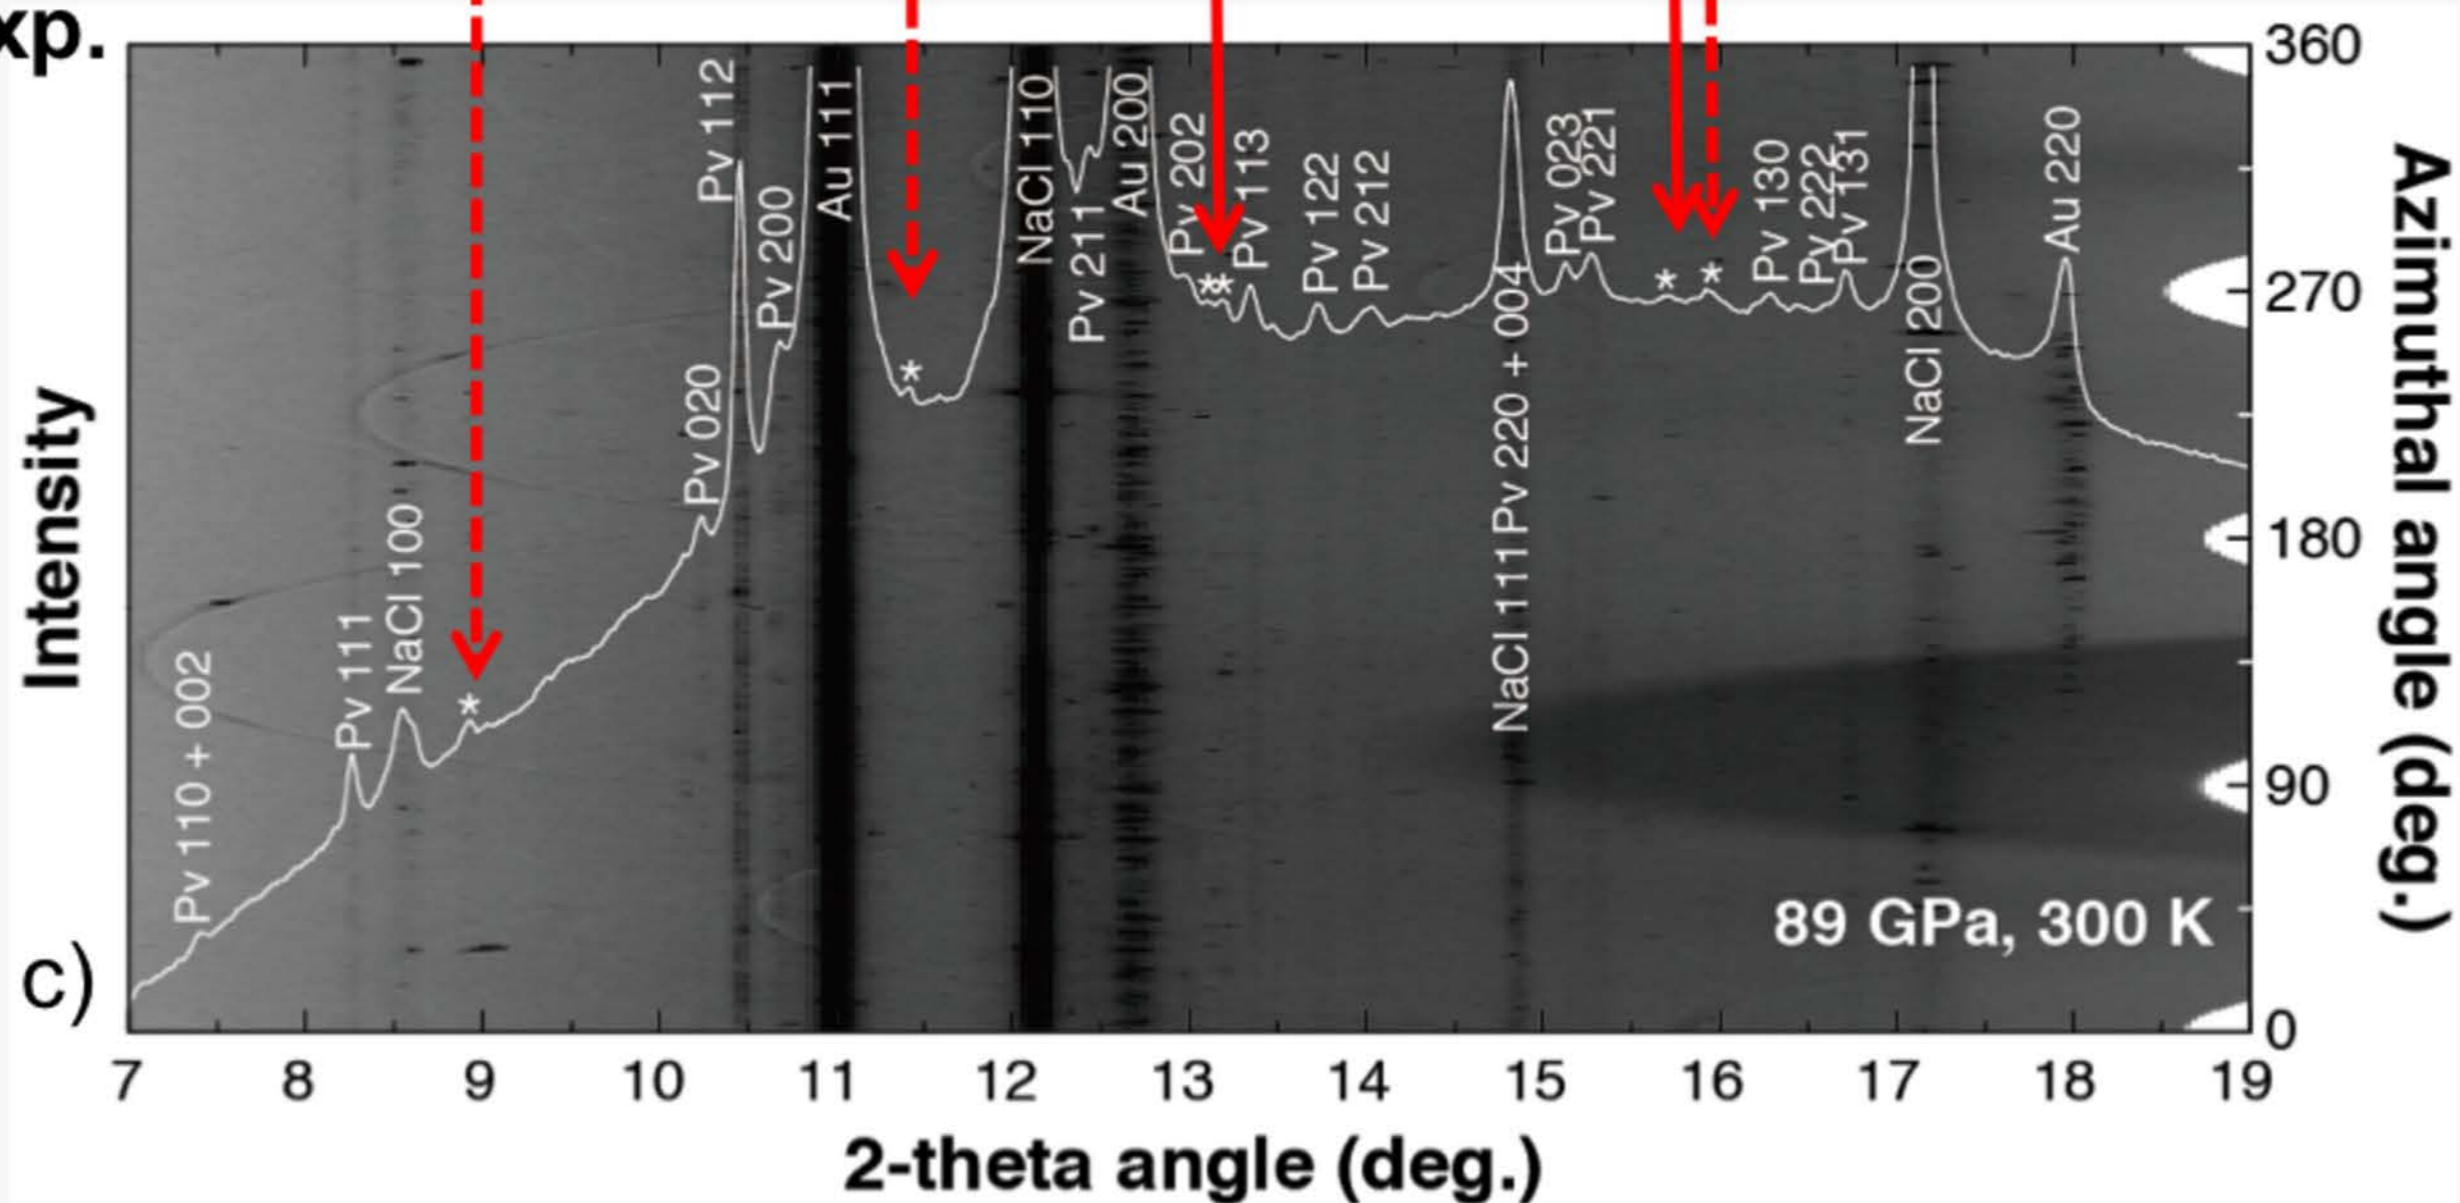 xp.
360
270
180
90
0
Azimuthal angle (deg.)
Intensity
c)
Pv 110 + 002
Pv 111
NaCl 100
*
Pv 020
Pv 112
Pv 200
Au 111
*
NaCl 110
Pv 211
Au 200
Pv 202
**
Pv 113
Pv 122
Pv 212
NaCl 111 Pv 220 + 004
Pv 023
Pv 221
*
*
Pv 130
Pv 222
Pv 131
NaCl 200
Au 220
89 GPa, 300 K
7 8 9 10 11 12 13 14 15 16 17 18 19
2-theta angle (deg.)